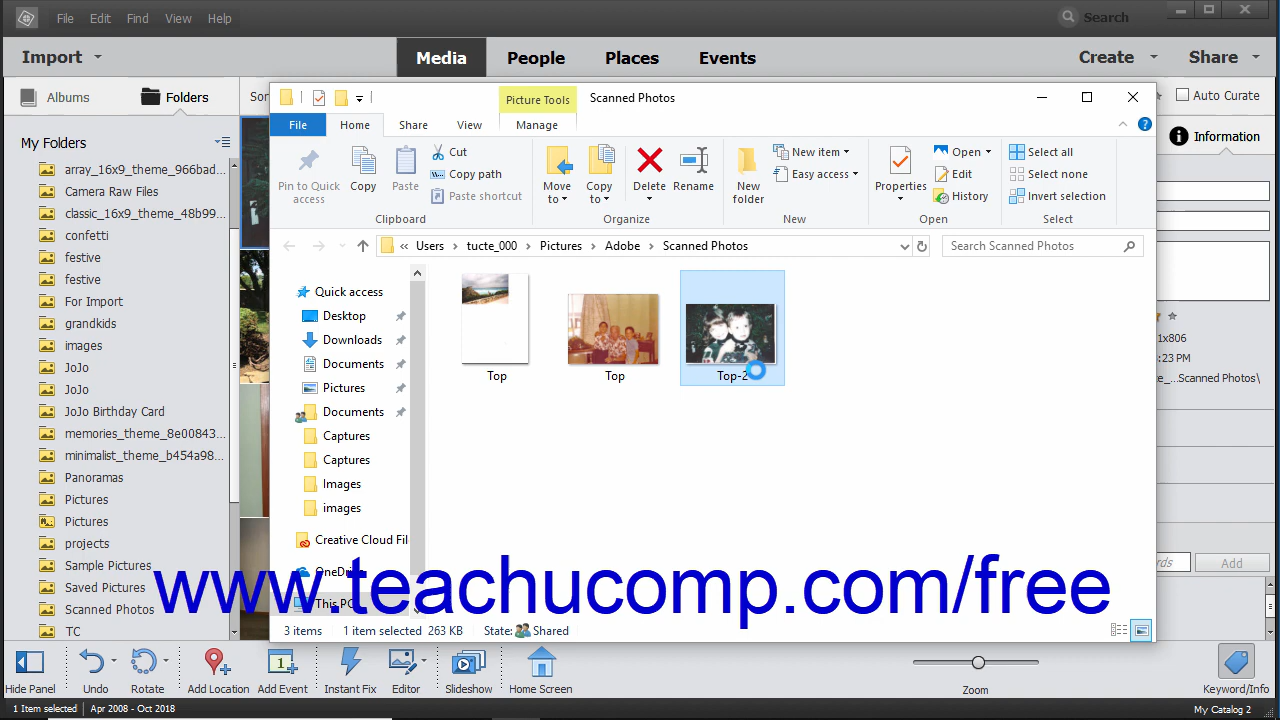 File Edit Find View Help
Search
Import
Media People Places Events
Create Share
Albums Folders
Auto Curate
My Folders
array_16x9_theme_966bad...
Camera Raw Files
classic_16x9_theme_48b99...
confetti
festive
festive
For Import
grandkids
images
JoJo
JoJo
JoJo Birthday Card
memories_theme_8e00843...
minimalist_theme_b454a98...
Panoramas
Pictures
Pictures
projects
Sample Pictures
Saved Pictures
Scanned Photos
TC
Picture Tools Scanned Photos
File Home Share View Manage
Pin to Quick access
Copy
Paste
Cut
Copy path
Paste shortcut
Clipboard
Move to
Copy to
Delete
Rename
Organize
New folder
New item
Easy access
New
Properties
Open
Edit
History
Open
Select all
Select none
Invert selection
Select
« Users > tucte_000 > Pictures > Adobe > Scanned Photos
Search Scanned Photos
Quick access
Desktop
Downloads
Documents
Pictures
Documents
Captures
Captures
Images
images
Creative Cloud Fil
This PC
Top
Top
Top-2
3 items 1 item selected 263 KB State: Shared
Information
1x806
:23 PM
...Scanned Photos\
Add
www.teachucomp.com/free
Hide Panel Undo Rotate Add Location Add Event Instant Fix Editor Slideshow Home Screen
Zoom
Keyword/Info
1 Item selected Apr 2008 - Oct 2018
My Catalog 2